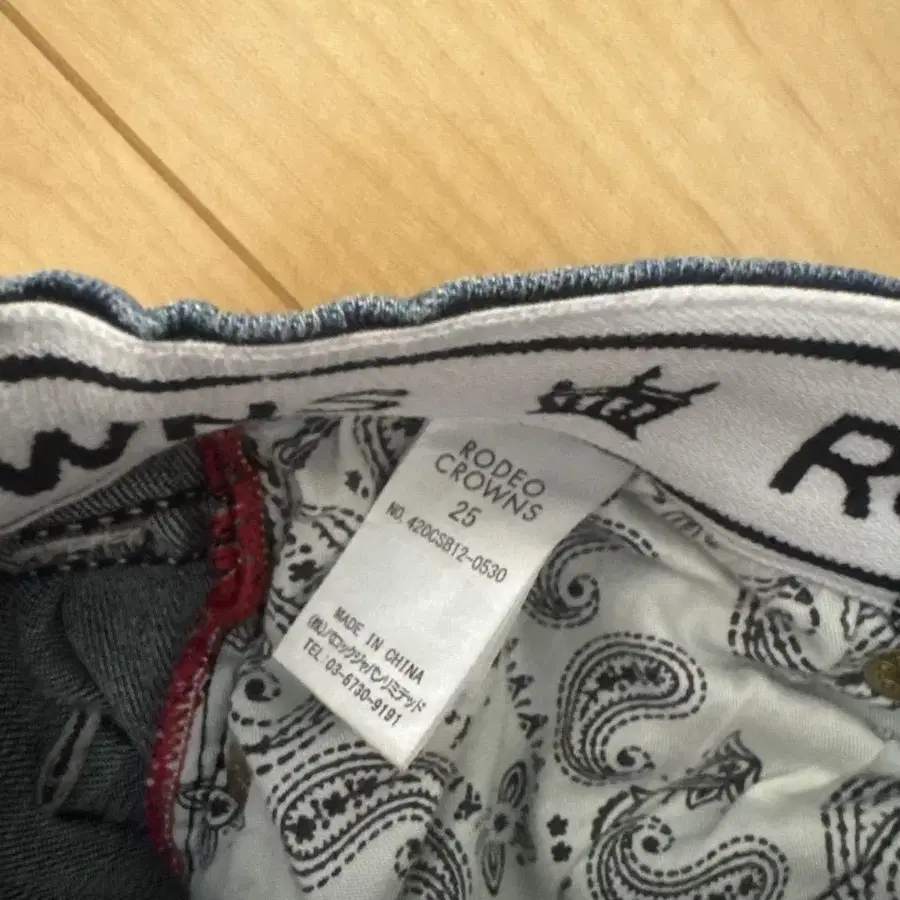 RODEO
CROWNS
25
NO. 420CSB12-0530
MADE IN CHINA
(株)バロックジャパンリミテッド
TEL:03-6730-9191